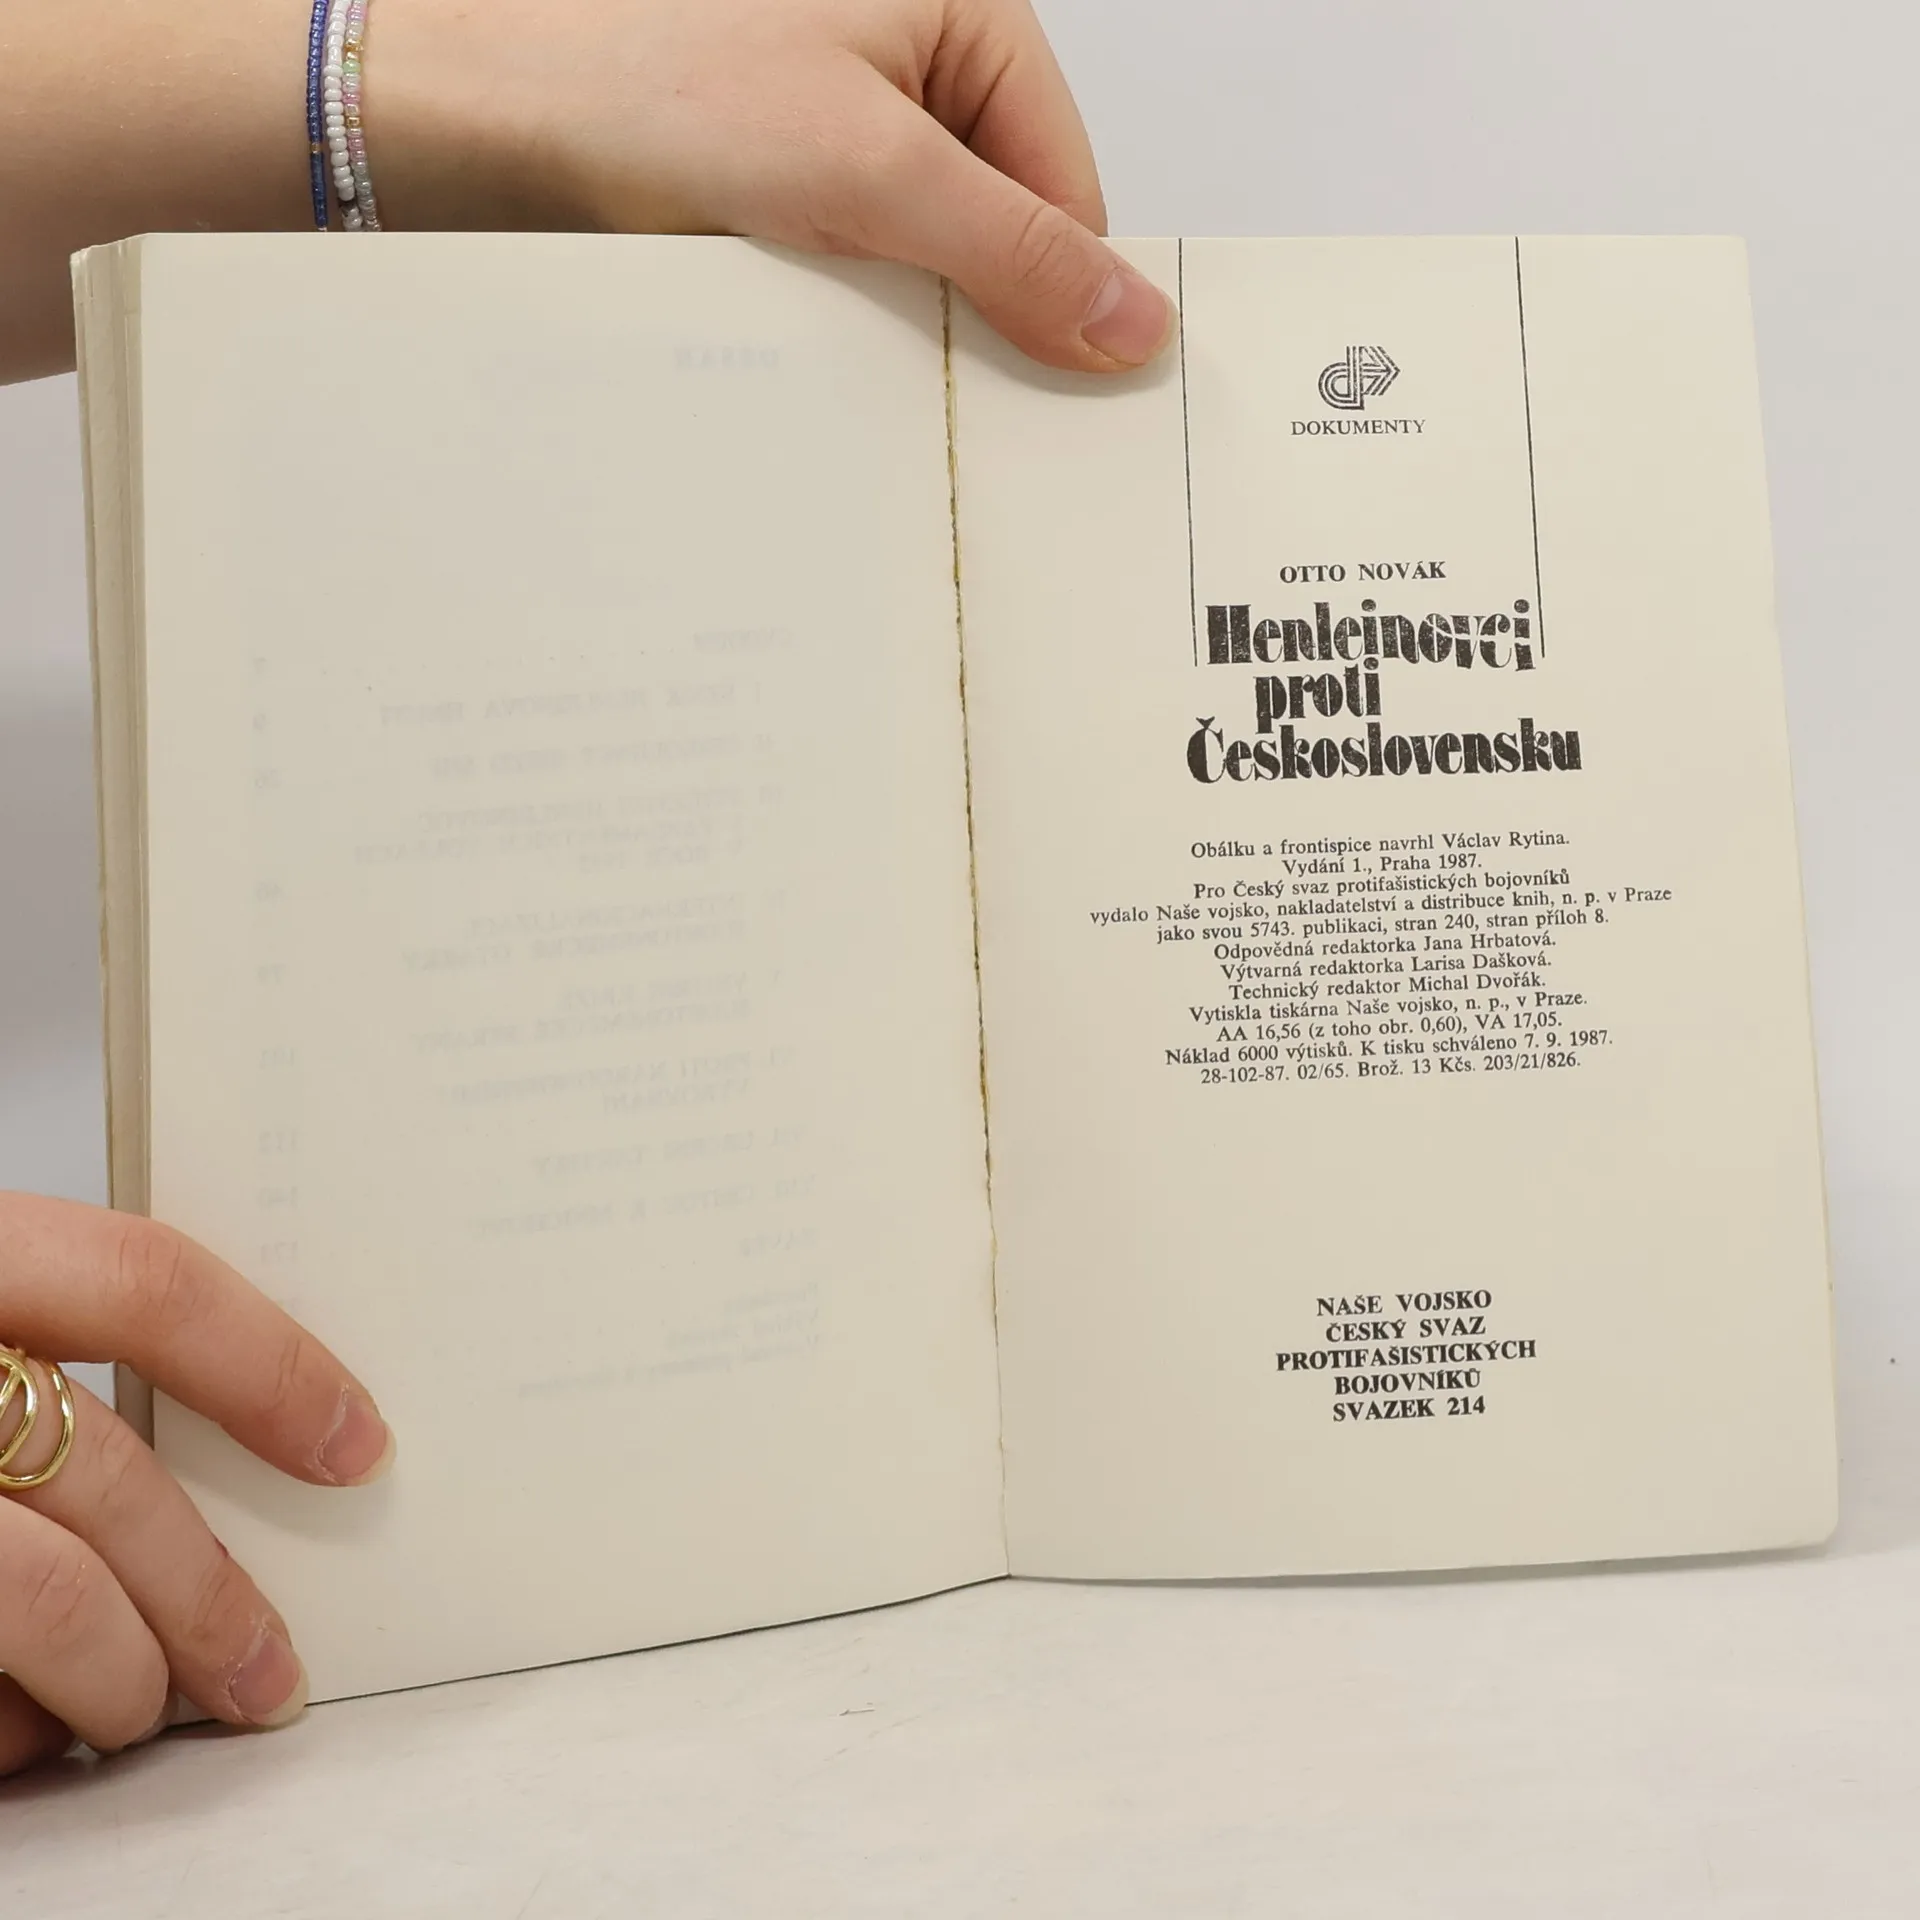 DOKUMENTY
OTTO NOVÁK
Henleinovci
proti
Československu
Obálku a frontispice navrhl Václav Rytina.
Vydání 1., Praha 1987.
Pro Český svaz protifašistických bojovníků
vydalo Naše vojsko, nakladatelství a distribuce knih, n. p. v Praze
jako svou 5743. publikaci, stran 240, stran příloh 8.
Odpovědná redaktorka Jana Hrbatová.
Výtvarná redaktorka Larisa Dašková.
Technický redaktor Michal Dvořák.
Vytiskla tiskárna Naše vojsko, n. p., v Praze.
AA 16,56 (z toho obr. 0,60), VA 17,05.
Náklad 6000 výtisků. K tisku schváleno 7. 9. 1987.
28-102-87. 02/65. Brož. 13 Kčs. 203/21/826.
NAŠE VOJSKO
ČESKÝ SVAZ
PROTIFAŠISTICKÝCH
BOJOVNÍKŮ
SVAZEK 214